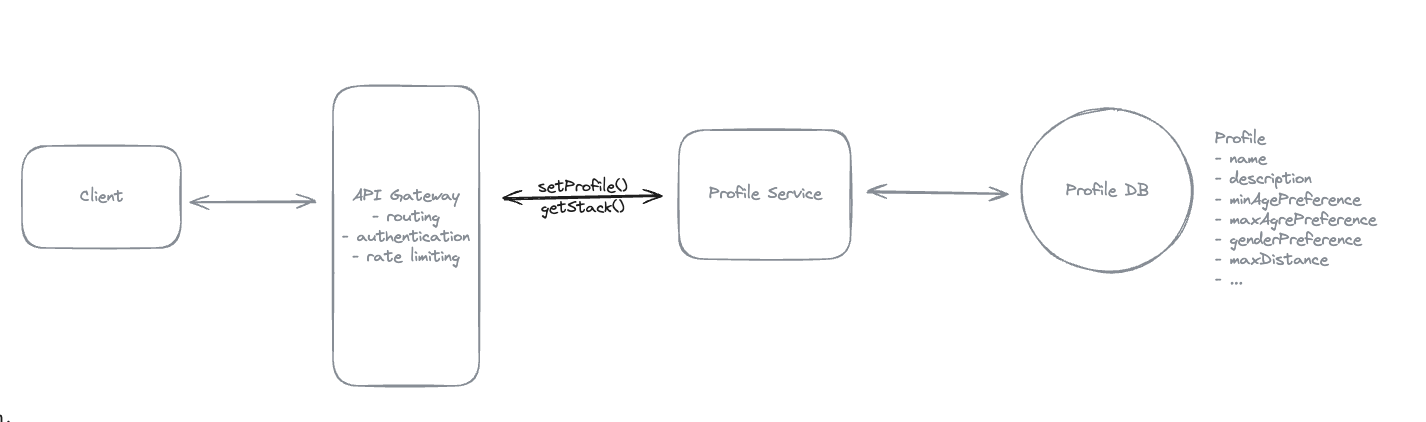 Client
API Gateway
- routing
- authentication
- rate limiting
setProfile()
getStack()
Profile Service
Profile DB
Profile
- name
- description
- minAgePreference
- maxAgrePreference
- genderPreference
- maxDistance
- ...